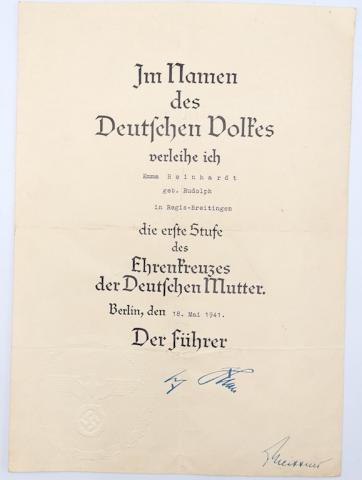 Im Namen
des
Deutschen Volkes
verleihe ich
Emma Reinhardt
geb. Rudolph
in Regis-Breitingen
die erste Stufe
des
Ehrenkreuzes
der Deutschen Mutter.
Berlin, den 18. Mai 1941.
Der Führer